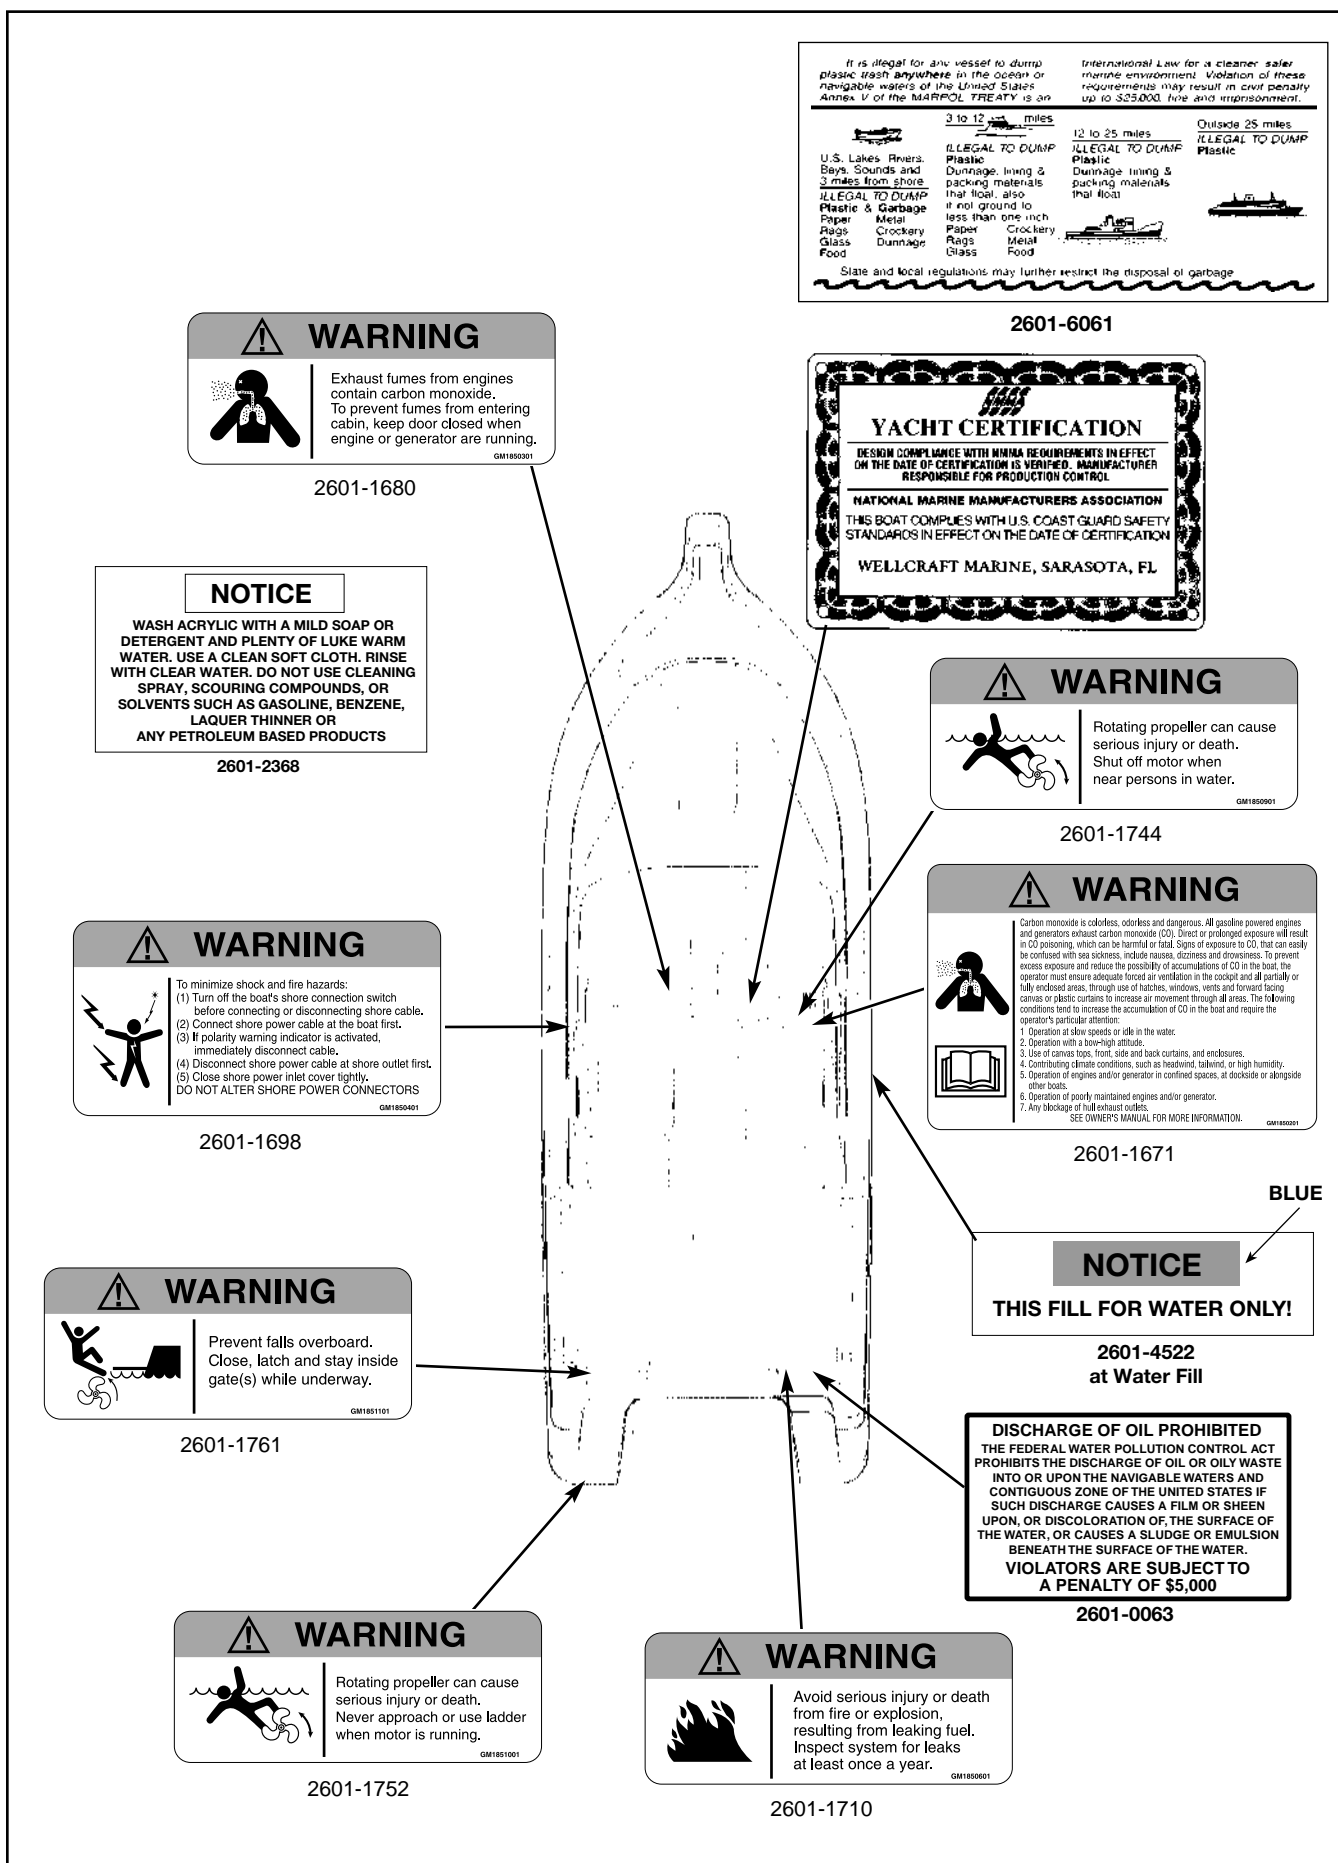 It is illegal for any vessel to dump
plastic trash anywhere in the ocean or
navigable waters of the United States
Annex V of the MARPOL TREATY is an
International Law for a cleaner safer
marine environment. Violation of these
requirements may result in civil penalty
up to $25,000, fine and imprisonment.
U.S. Lakes Rivers.
Bays. Sounds and
3 miles from shore
ILLEGAL TO DUMP
Plastic & Garbage
Paper Metal
Rags Crockery
Glass Dunnage
Food
3 to 12 miles
ILLEGAL TO DUMP
Plastic
Dunnage, lining &
packing materials
that float, also
if not ground to
less than one inch
Paper Crockery
Rags Metal
Glass Food
12 to 25 miles
ILLEGAL TO DUMP
Plastic
Dunnage lining &
packing materials
that float
Outside 25 miles
ILLEGAL TO DUMP
Plastic
State and local regulations may further restrict the disposal of garbage
2601-6061
WARNING
Exhaust fumes from engines
contain carbon monoxide.
To prevent fumes from entering
cabin, keep door closed when
engine or generator are running.
GM1850301
2601-1680
NMMA
YACHT CERTIFICATION
DESIGN COMPLIANCE WITH NMMA REQUIREMENTS IN EFFECT
ON THE DATE OF CERTIFICATION IS VERIFIED. MANUFACTURER
RESPONSIBLE FOR PRODUCTION CONTROL
NATIONAL MARINE MANUFACTURERS ASSOCIATION
THIS BOAT COMPLIES WITH U.S. COAST GUARD SAFETY
STANDARDS IN EFFECT ON THE DATE OF CERTIFICATION
WELLCRAFT MARINE, SARASOTA, FL
NOTICE
WASH ACRYLIC WITH A MILD SOAP OR
DETERGENT AND PLENTY OF LUKE WARM
WATER. USE A CLEAN SOFT CLOTH. RINSE
WITH CLEAR WATER. DO NOT USE CLEANING
SPRAY, SCOURING COMPOUNDS, OR
SOLVENTS SUCH AS GASOLINE, BENZENE,
LAQUER THINNER OR
ANY PETROLEUM BASED PRODUCTS
2601-2368
WARNING
Rotating propeller can cause
serious injury or death.
Shut off motor when
near persons in water.
GM1850901
2601-1744
WARNING
Carbon monoxide is colorless, odorless and dangerous. All gasoline powered engines
and generators exhaust carbon monoxide (CO). Direct or prolonged exposure will result
in CO poisoning, which can be harmful or fatal. Signs of exposure to CO, that can easily
be confused with sea sickness, include nausea, dizziness and drowsiness. To prevent
excess exposure and reduce the possibility of accumulations of CO in the boat, the
operator must ensure adequate forced air ventilation in the cockpit and all partially or
fully enclosed areas, through use of hatches, windows, vents and forward facing
canvas or plastic curtains to increase air movement through all areas. The following
conditions tend to increase the accumulation of CO in the boat and require the
operator's particular attention:
1 Operation at slow speeds or idle in the water.
2. Operation with a bow-high attitude.
3. Use of canvas tops, front, side and back curtains, and enclosures.
4. Contributing climate conditions, such as headwind, tailwind, or high humidity.
5. Operation of engines and/or generator in confined spaces, at dockside or alongside
other boats.
6. Operation of poorly maintained engines and/or generator.
7. Any blockage of hull exhaust outlets.
SEE OWNER'S MANUAL FOR MORE INFORMATION.
GM1850201
2601-1671
WARNING
To minimize shock and fire hazards:
(1) Turn off the boat's shore connection switch
before connecting or disconnecting shore cable.
(2) Connect shore power cable at the boat first.
(3) If polarity warning indicator is activated,
immediately disconnect cable.
(4) Disconnect shore power cable at shore outlet first.
(5) Close shore power inlet cover tightly.
DO NOT ALTER SHORE POWER CONNECTORS
GM1850401
2601-1698
BLUE
NOTICE
THIS FILL FOR WATER ONLY!
2601-4522
at Water Fill
WARNING
Prevent falls overboard.
Close, latch and stay inside
gate(s) while underway.
GM1851101
2601-1761
DISCHARGE OF OIL PROHIBITED
THE FEDERAL WATER POLLUTION CONTROL ACT
PROHIBITS THE DISCHARGE OF OIL OR OILY WASTE
INTO OR UPON THE NAVIGABLE WATERS AND
CONTIGUOUS ZONE OF THE UNITED STATES IF
SUCH DISCHARGE CAUSES A FILM OR SHEEN
UPON, OR DISCOLORATION OF, THE SURFACE OF
THE WATER, OR CAUSES A SLUDGE OR EMULSION
BENEATH THE SURFACE OF THE WATER.
VIOLATORS ARE SUBJECT TO
A PENALTY OF $5,000
2601-0063
WARNING
Rotating propeller can cause
serious injury or death.
Never approach or use ladder
when motor is running.
GM1851001
2601-1752
WARNING
Avoid serious injury or death
from fire or explosion,
resulting from leaking fuel.
Inspect system for leaks
at least once a year.
GM1850601
2601-1710